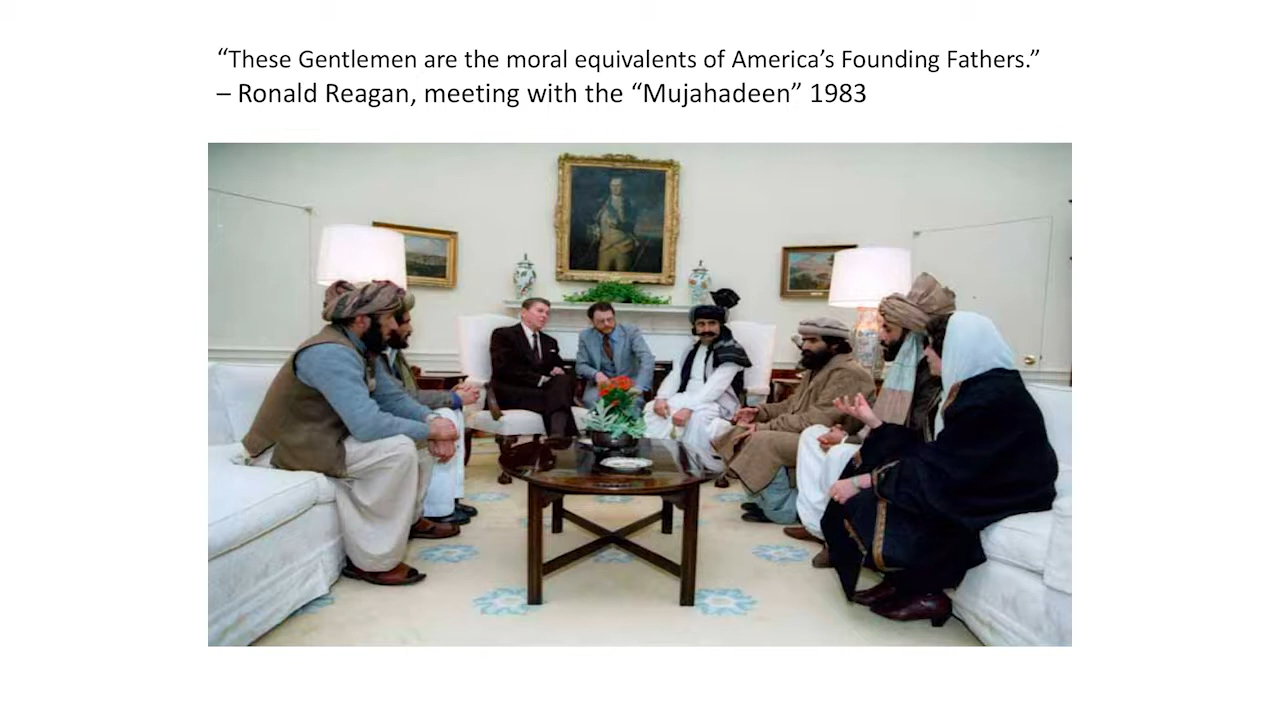 “These Gentlemen are the moral equivalents of America’s Founding Fathers.”
– Ronald Reagan, meeting with the “Mujahadeen” 1983